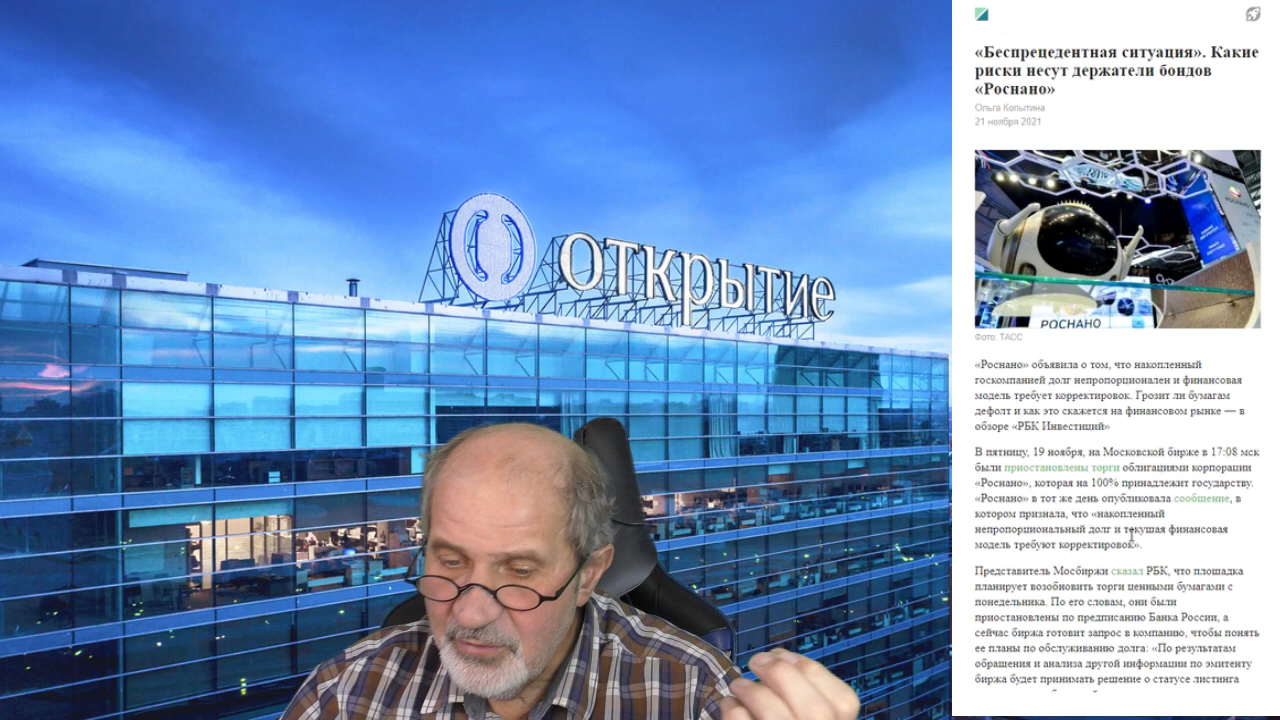 открытие
«Беспрецедентная ситуация». Какие
риски несут держатели бондов
«Роснано»
Ольга Копытина
21 ноября 2021
РОСНАНО
Фото: ТАСС
«Роснано» объявила о том, что накопленный
госкомпанией долг непропорционален и финансовая
модель требует корректировок. Грозит ли бумагам
дефолт и как это скажется на финансовом рынке — в
обзоре «РБК Инвестиций»
В пятницу, 19 ноября, на Московской бирже в 17:08 мск
были приостановлены торги облигациями корпорации
«Роснано», которая на 100% принадлежит государству.
«Роснано» в тот же день опубликовала сообщение, в
котором признала, что «накопленный
непропорциональный долг и текущая финансовая
модель требуют корректировок».
Представитель Мосбиржи сказал РБК, что площадка
планирует возобновить торги ценными бумагами с
понедельника. По его словам, они были
приостановлены по предписанию Банка России, а
сейчас биржа готовит запрос в компанию, чтобы понять
ее планы по обслуживанию долга: «По результатам
обращения и анализа другой информации по эмитенту
биржа будет принимать решение о статусе листинга